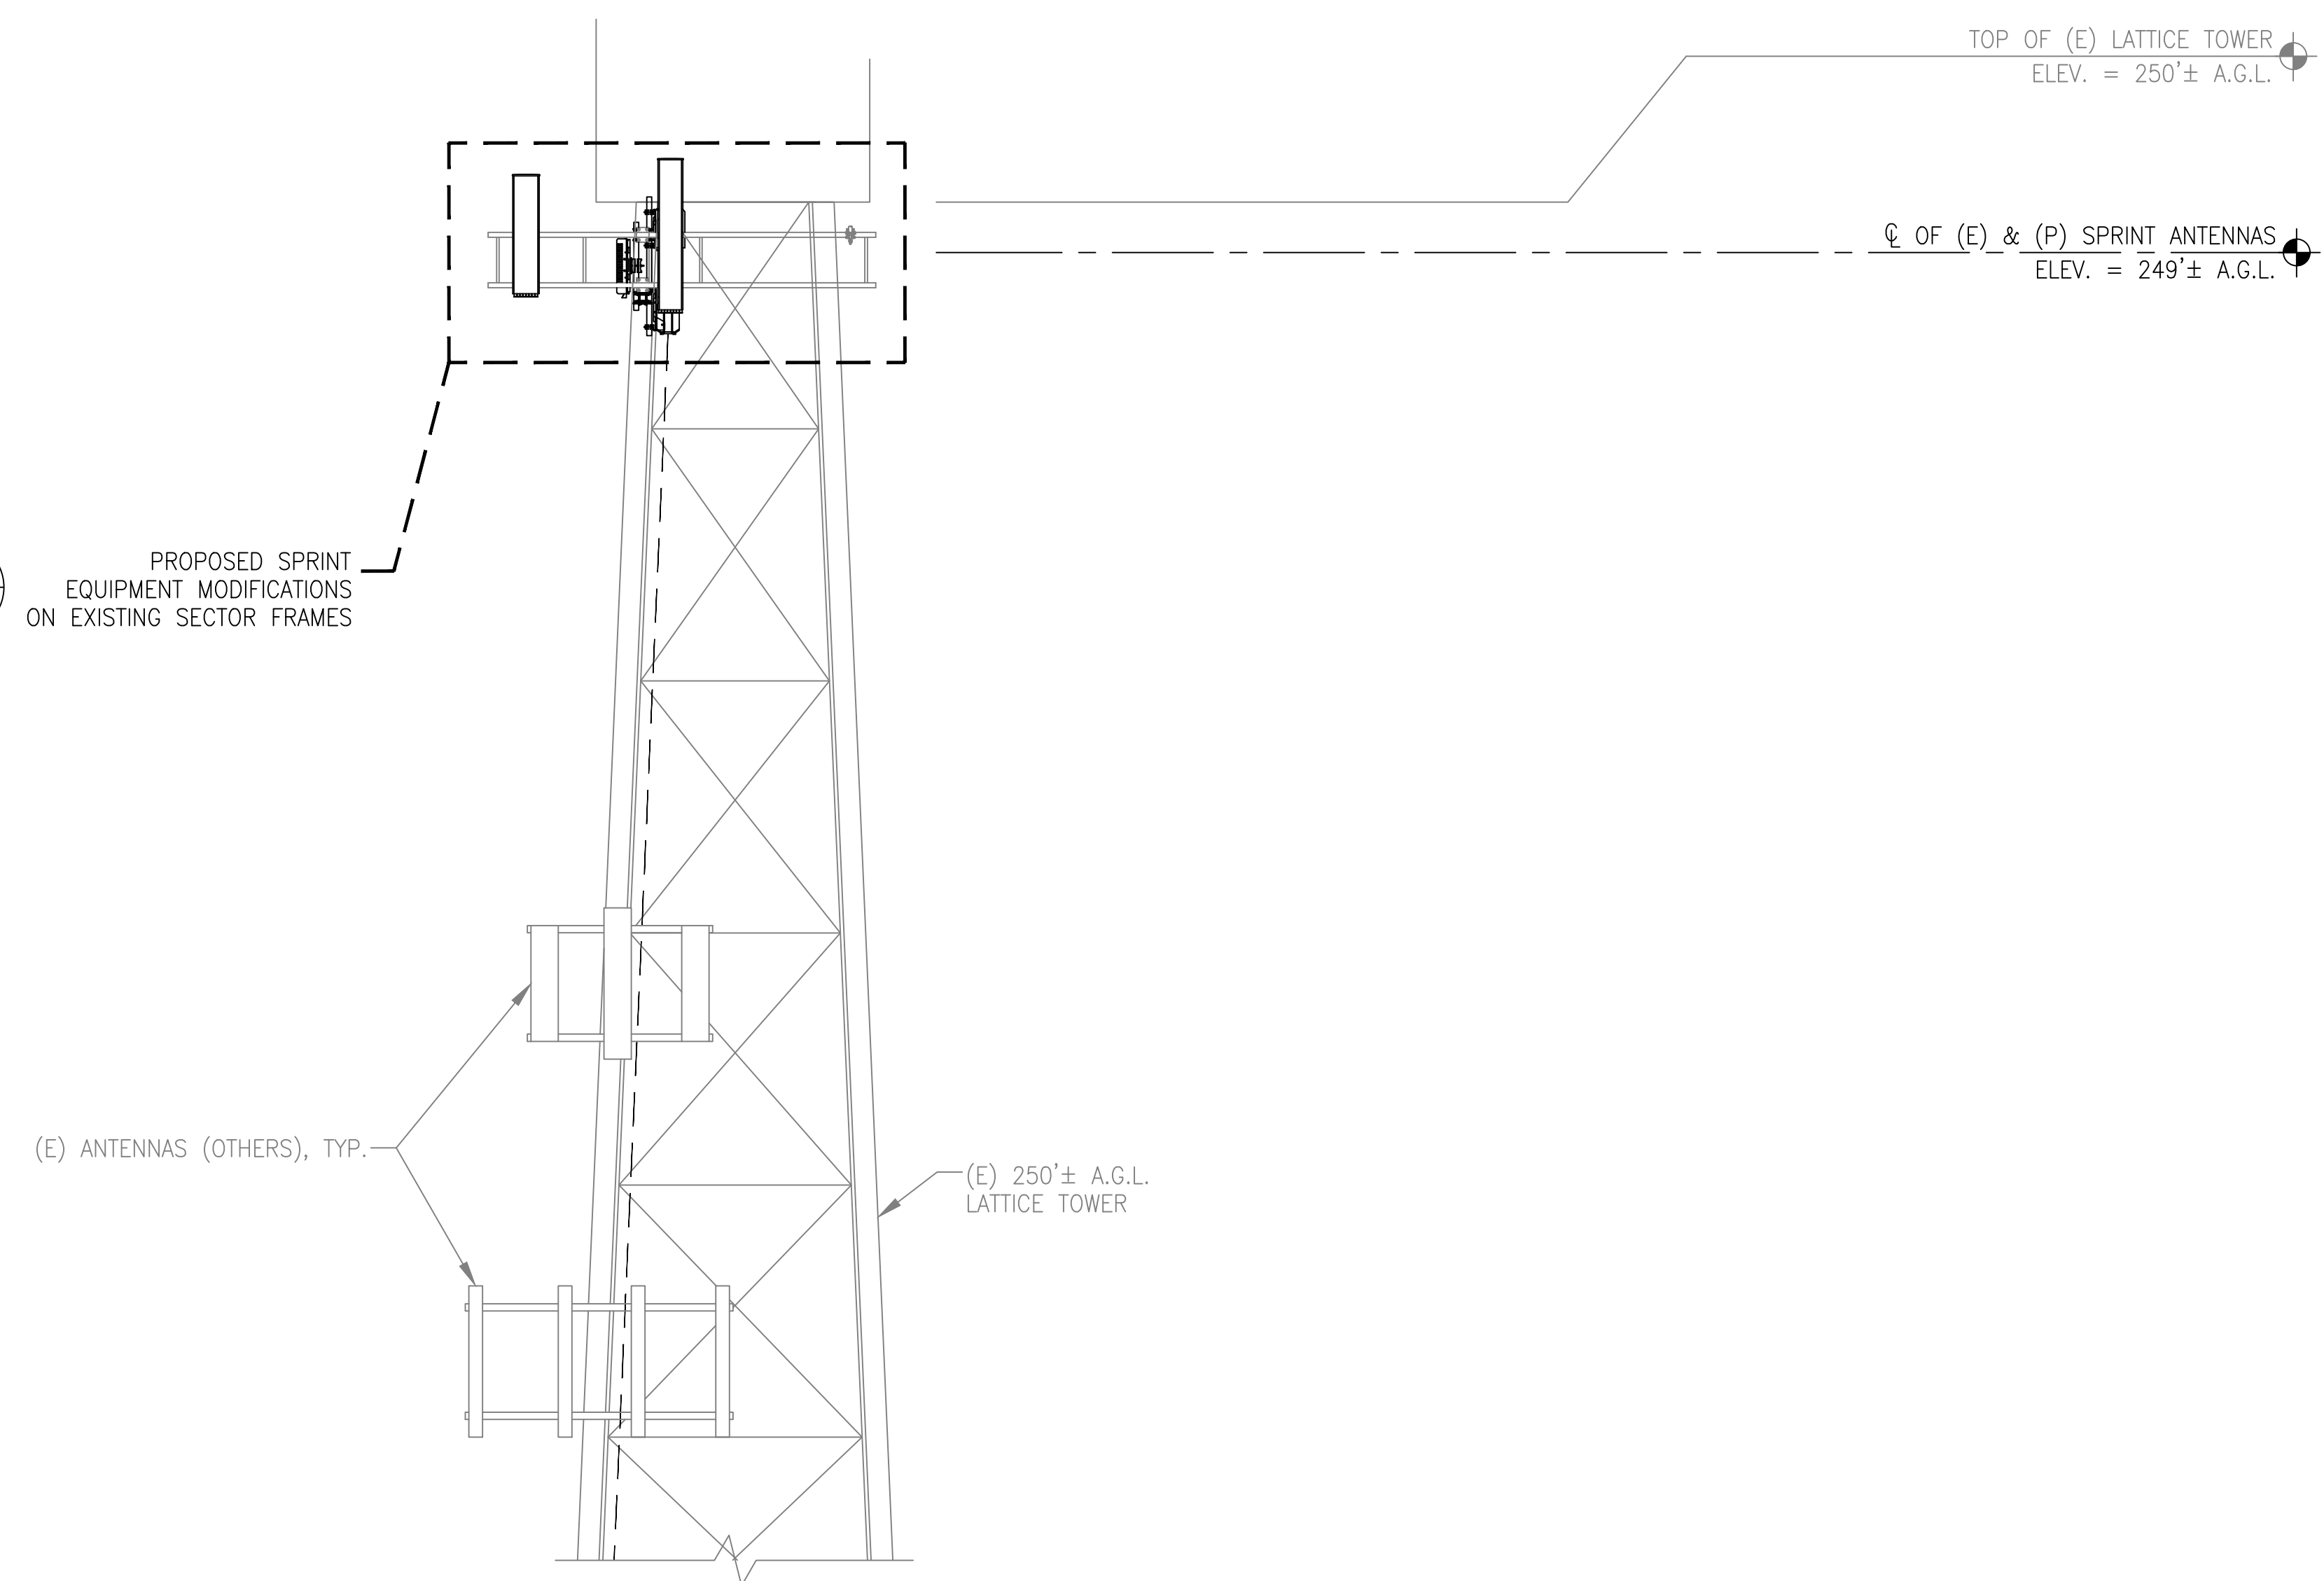 TOP OF (E) LATTICE TOWER
ELEV. = 250'± A.G.L.
℄ OF (E) & (P) SPRINT ANTENNAS
ELEV. = 249'± A.G.L.
PROPOSED SPRINT
EQUIPMENT MODIFICATIONS
ON EXISTING SECTOR FRAMES
(E) ANTENNAS (OTHERS), TYP.
(E) 250'± A.G.L.
LATTICE TOWER